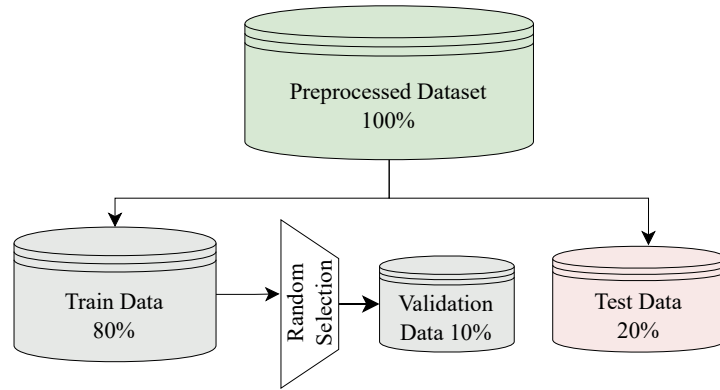 Preprocessed Dataset
100%
Train Data
80%
Random
Selection
Validation
Data 10%
Test Data
20%